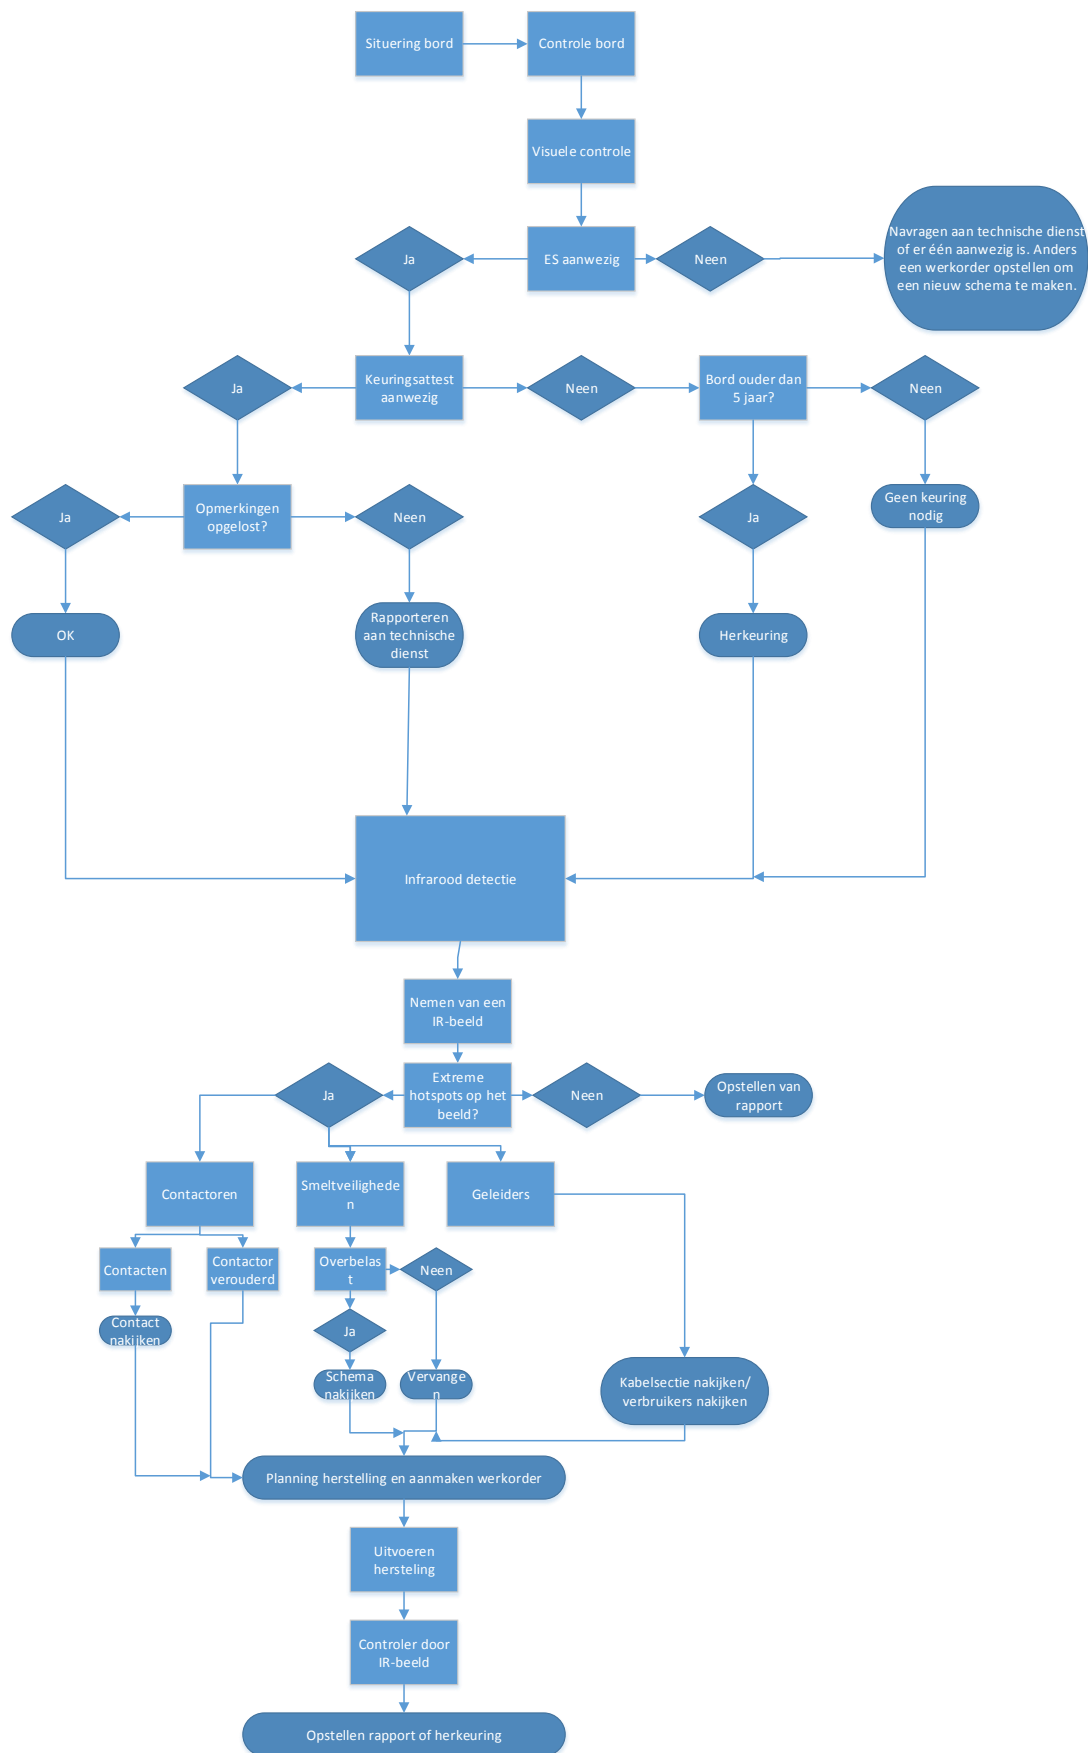 Situering bord
Controle bord
Visuele controle
Ja
ES aanwezig
Neen
Navragen aan technische dienst
of er één aanwezig is. Anders
een werkorder opstellen om
een nieuw schema te maken.
Ja
Keuringsattest
aanwezig
Neen
Bord ouder dan
5 jaar?
Neen
Ja
Opmerkingen
opgelost?
Neen
Ja
Geen keuring
nodig
OK
Rapporteren
aan technische
dienst
Herkeuring
Infrarood detectie
Nemen van een
IR-beeld
Ja
Extreme
hotspots op het
beeld?
Neen
Opstellen van
rapport
Contactoren
Smeltveilighede
n
Geleiders
Contacten
Contactor
verouderd
Overbelas
t
Neen
Contact
nakijken
Ja
Schema
nakijken
Vervange
n
Kabelsectie nakijken/
verbruikers nakijken
Planning herstelling en aanmaken werkorder
Uitvoeren
hersteling
Controler door
IR-beeld
Opstellen rapport of herkeuring